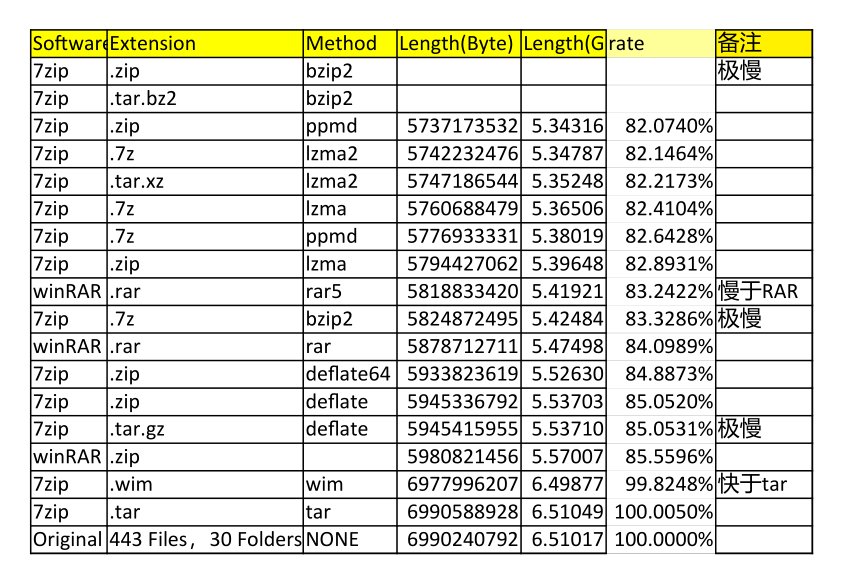 Software Extension Method Length(Byte) Length(G rate 备注
7zip .zip bzip2 极慢
7zip .tar.bz2 bzip2
7zip .zip ppmd 5737173532 5.34316 82.0740%
7zip .7z lzma2 5742232476 5.34787 82.1464%
7zip .tar.xz lzma2 5747186544 5.35248 82.2173%
7zip .7z lzma 5760688479 5.36506 82.4104%
7zip .7z ppmd 5776933331 5.38019 82.6428%
7zip .zip lzma 5794427062 5.39648 82.8931%
winRAR .rar rar5 5818833420 5.41921 83.2422% 慢于RAR
7zip .7z bzip2 5824872495 5.42484 83.3286% 极慢
winRAR .rar rar 5878712711 5.47498 84.0989%
7zip .zip deflate64 5933823619 5.52630 84.8873%
7zip .zip deflate 5945336792 5.53703 85.0520%
7zip .tar.gz deflate 5945415955 5.53710 85.0531% 极慢
winRAR .zip 5980821456 5.57007 85.5596%
7zip .wim wim 6977996207 6.49877 99.8248% 快于tar
7zip .tar tar 6990588928 6.51049 100.0050%
Original 443 Files，30 Folders NONE 6990240792 6.51017 100.0000%